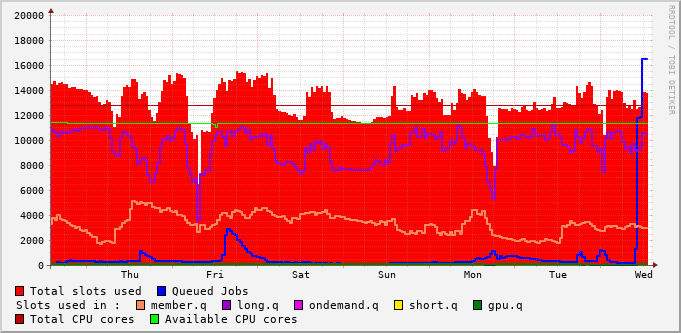 20000
18000
16000
14000
12000
10000
8000
6000
4000
2000
0
Thu Fri Sat Sun Mon Tue Wed
RRDTOOL / TOBI OETIKER
Total slots used Queued Jobs
Slots used in : member.q long.q ondemand.q short.q gpu.q
Total CPU cores Available CPU cores